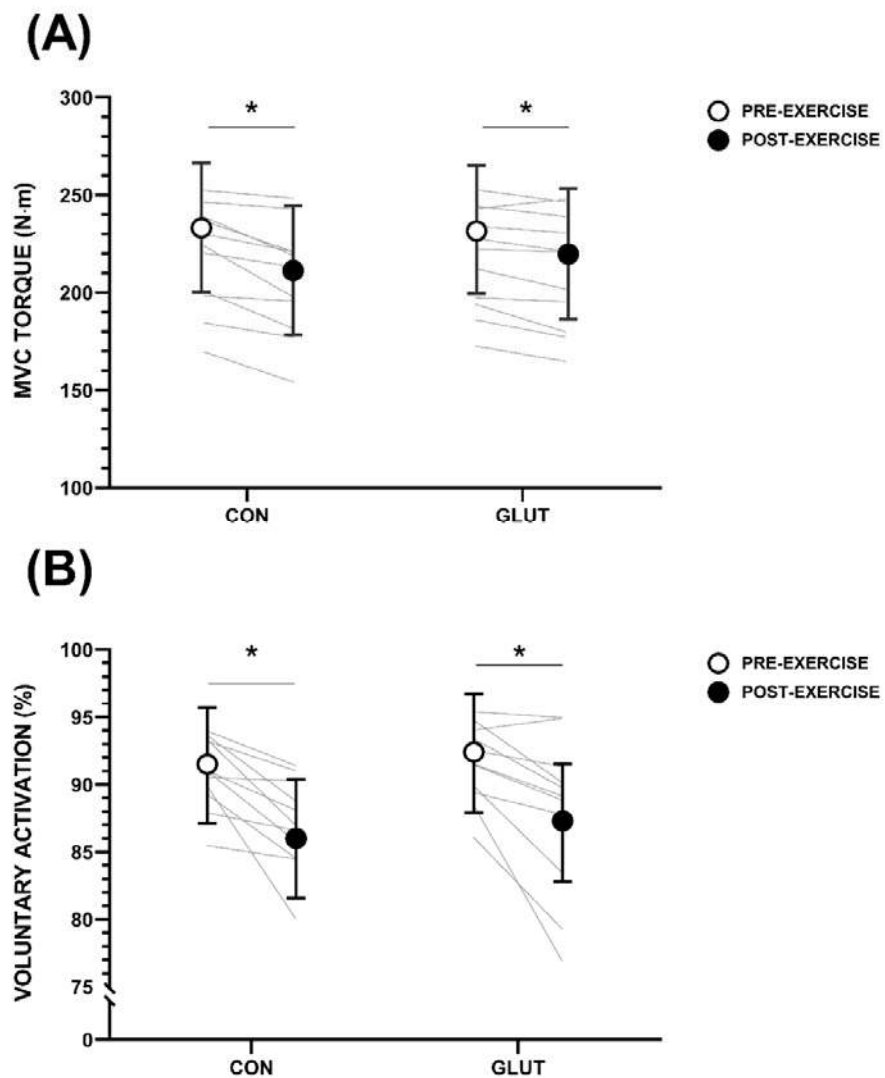 (A)
300
250
200
150
100
MVC TORQUE (N·m)
*
*
PRE-EXERCISE
POST-EXERCISE
CON
GLUT
(B)
100
95
90
85
80
75
0
VOLUNTARY ACTIVATION (%)
*
*
PRE-EXERCISE
POST-EXERCISE
CON
GLUT